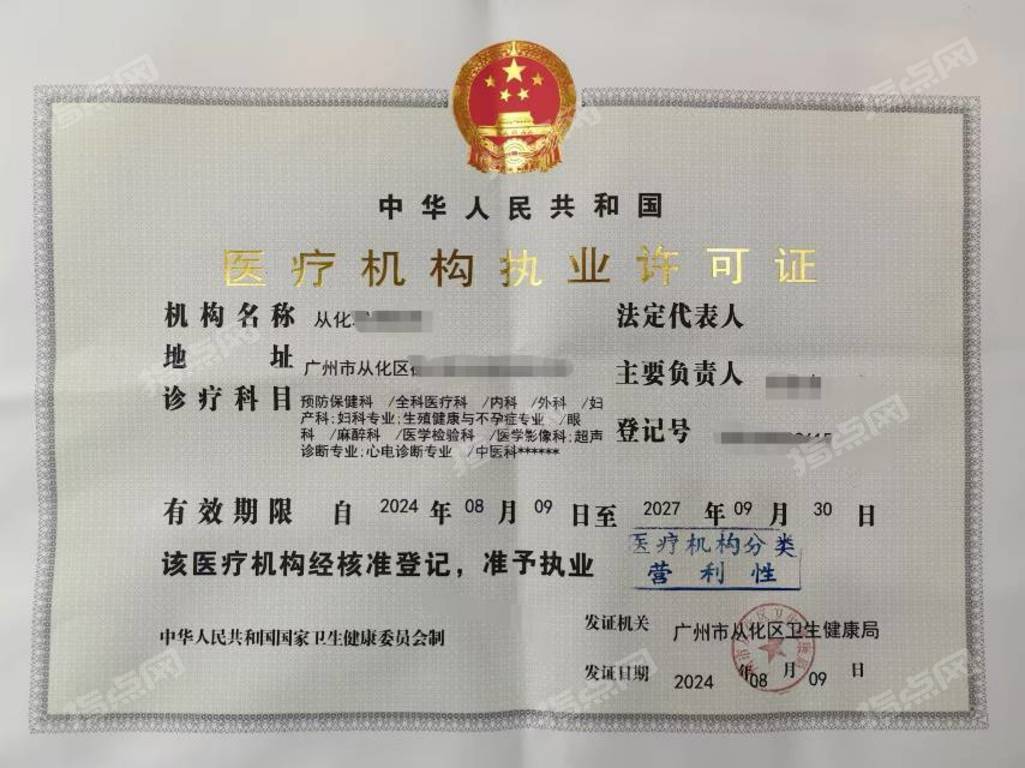 中华人民共和国
医疗机构执业许可证
机构名称 从化
法定代表人
地 址 广州市从化区
主要负责人
诊疗科目 预防保健科 /全科医疗科 /内科 /外科 /妇
产科;妇科专业;生殖健康与不孕症专业 /眼
科 /麻醉科 /医学检验科 /医学影像科;超声
诊断专业;心电诊断专业 /中医科******
登记号
有效期限 自 2024 年 08 月 09 日至 2027 年 09 月 30 日
该医疗机构经核准登记，准予执业
医疗机构分类
营利性
中华人民共和国国家卫生健康委员会制
发证机关 广州市从化区卫生健康局
发证日期 2024 年 08 月 09 日